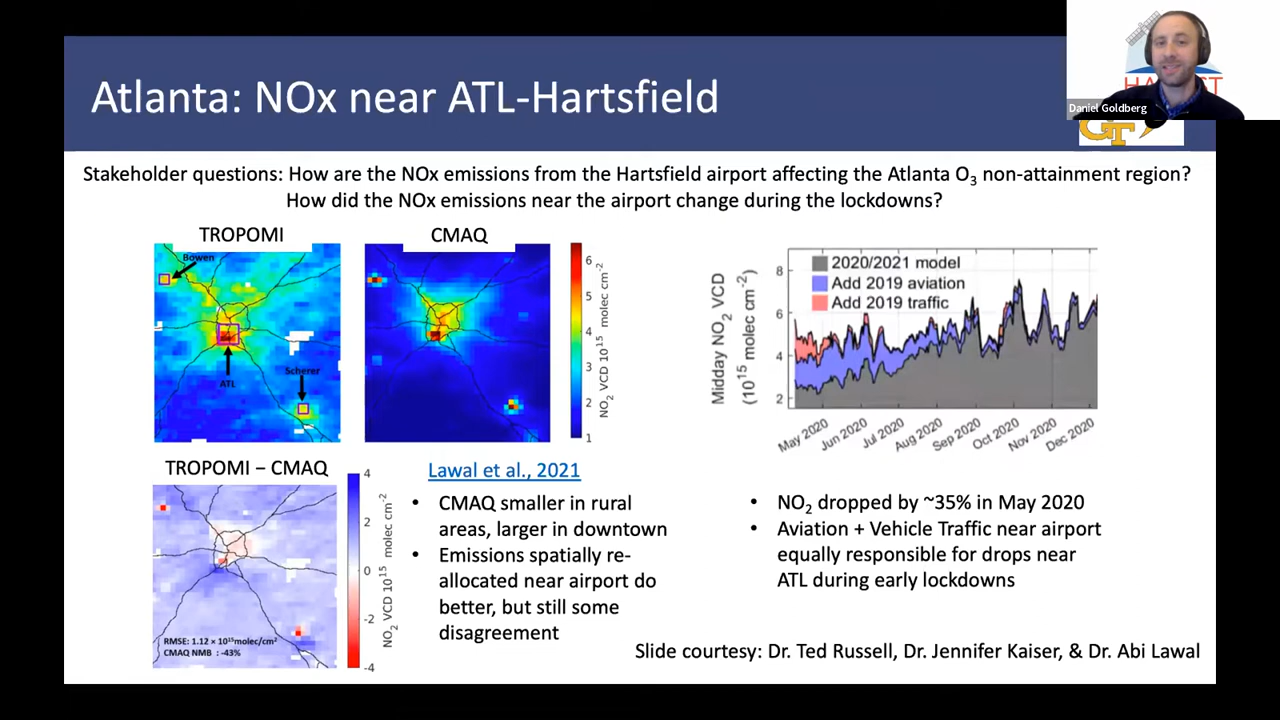 Atlanta: NOx near ATL-Hartsfield
Daniel Goldberg
GT
Stakeholder questions: How are the NOx emissions from the Hartsfield airport affecting the Atlanta O3 non-attainment region?
How did the NOx emissions near the airport change during the lockdowns?
TROPOMI
Bowen
ATL
Scherer
CMAQ
6
5
4
3
2
1
NO2 VCD 10^15 molec cm^-2
Midday NO2 VCD
(10^15 molec cm^-2)
8
6
4
2
2020/2021 model
Add 2019 aviation
Add 2019 traffic
May 2020
Jun 2020
Jul 2020
Aug 2020
Sep 2020
Oct 2020
Nov 2020
Dec 2020
TROPOMI – CMAQ
RMSE: 1.12 × 10^15molec/cm^2
CMAQ NMB : -43%
4
2
0
-2
-4
NO2 VCD 10^15 molec cm^-2
Lawal et al., 2021
• CMAQ smaller in rural
areas, larger in downtown
• Emissions spatially re-
allocated near airport do
better, but still some
disagreement
• NO2 dropped by ~35% in May 2020
• Aviation + Vehicle Traffic near airport
equally responsible for drops near
ATL during early lockdowns
Slide courtesy: Dr. Ted Russell, Dr. Jennifer Kaiser, & Dr. Abi Lawal